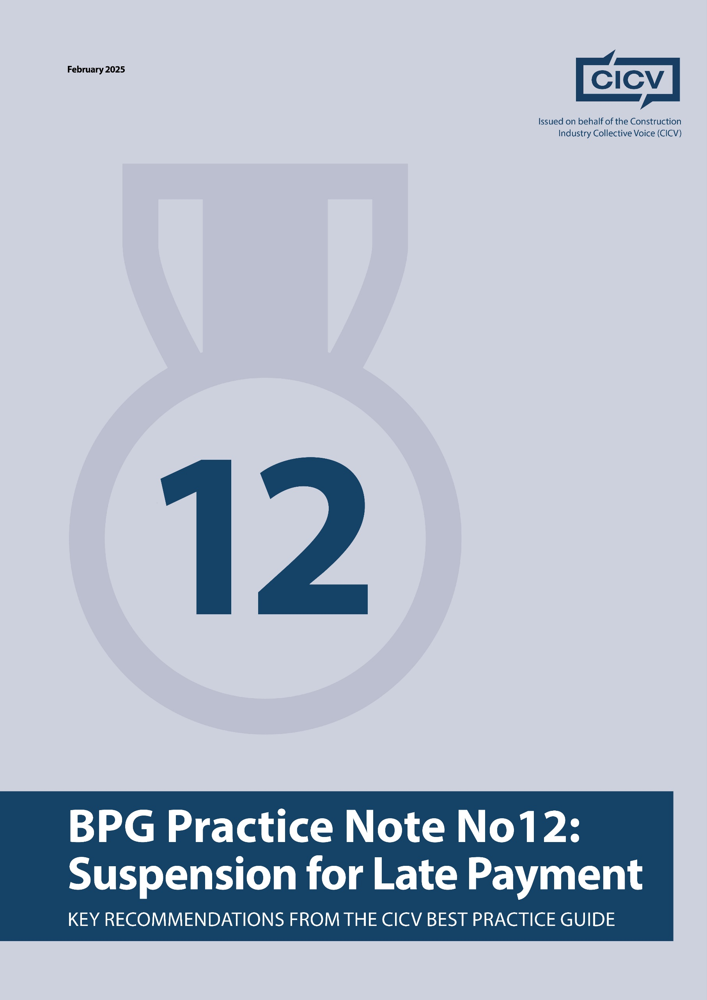 February 2025
CICV
Issued on behalf of the Construction
Industry Collective Voice (CICV)
12
BPG Practice Note No12:
Suspension for Late Payment
KEY RECOMMENDATIONS FROM THE CICV BEST PRACTICE GUIDE